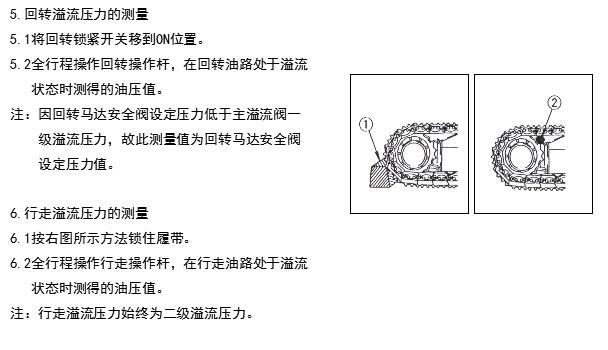 5.回转溢流压力的测量
5.1将回转锁紧开关移到ON位置。
5.2全行程操作回转操作杆，在回转油路处于溢流
状态时测得的油压值。
注：因回转马达安全阀设定压力低于主溢流阀一
级溢流压力，故此测量值为回转马达安全阀
设定压力值。
①
②
6.行走溢流压力的测量
6.1按右图所示方法锁住履带。
6.2全行程操作行走操作杆，在行走油路处于溢流
状态时测得的油压值。
注：行走溢流压力始终为二级溢流压力。